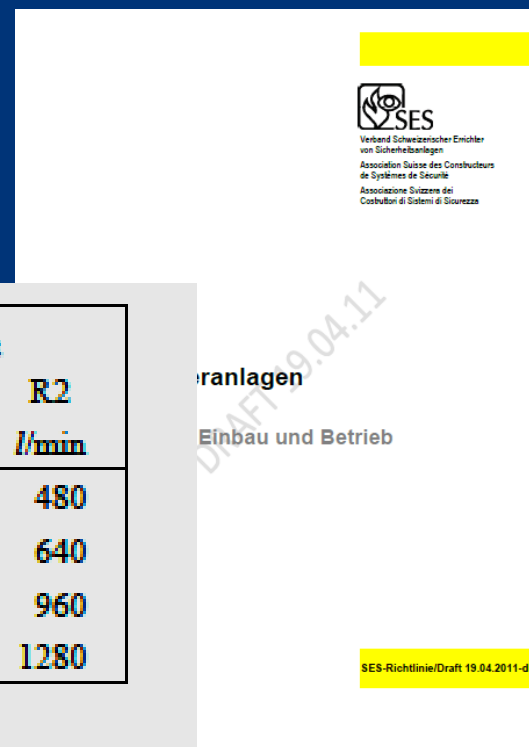 SES
Verband Schweizerischer Errichter
von Sicherheitsanlagen
Association Suisse des Constructeurs
de Systèmes de Sécurité
Associazione Svizzera dei
Costruttori di Sistemi di Sicurezza
DRAFT 19.04.11
eranlagen
Einbau und Betrieb
R2
l/min
480
640
960
1280
SES-Richtlinie/Draft 19.04.2011-d